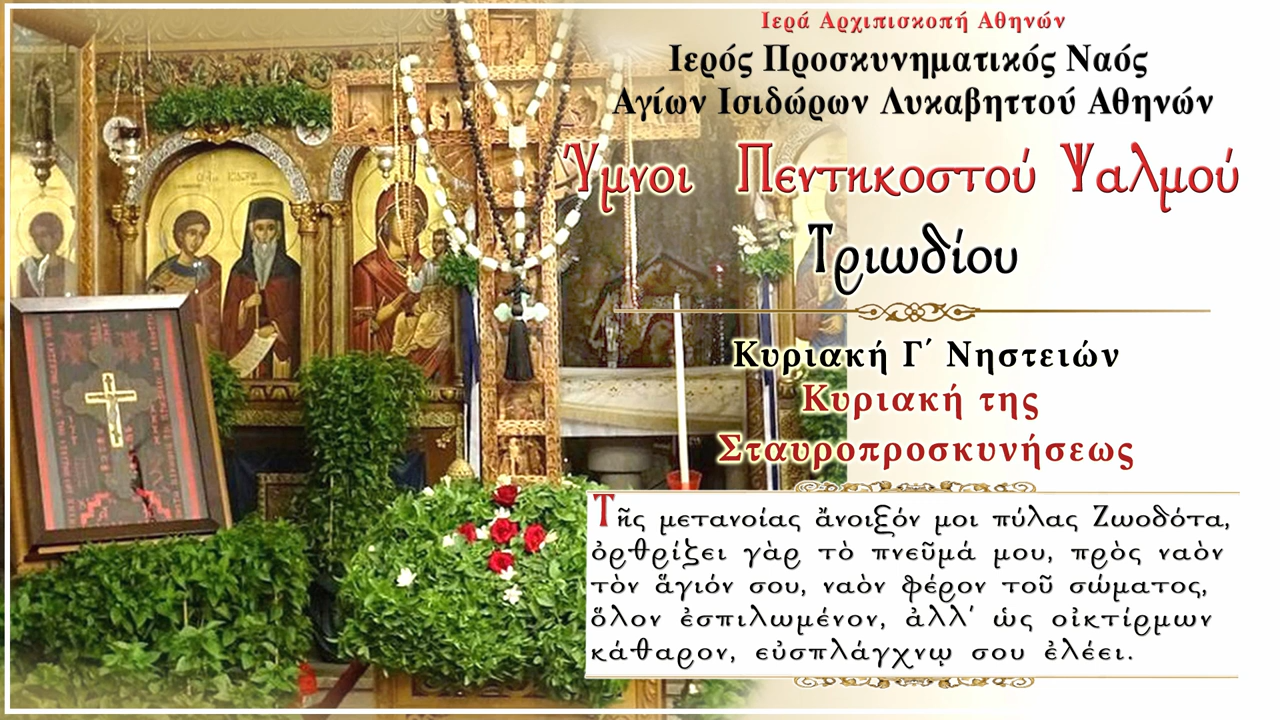 Ιερά Αρχιπισκοπή Αθηνών
Ιερός Προσκυνηματικός Ναός
Αγίων Ισιδώρων Λυκαβηττού Αθηνών
Ύμνοι Πεντηκοστού Ψαλμού
Τριωδίου
Κυριακή Γ΄ Νηστειών
Κυριακή της
Σταυροπροσκυνήσεως
Τῆς μετανοίας ἄνοιξόν μοι πύλας Ζωοδότα,
ὀρθρίζει γὰρ τὸ πνεῦμά μου, πρὸς ναὸν
τὸν ἅγιόν σου, ναὸν φέρον τοῦ σώματος,
ὅλον ἐσπιλωμένον, ἀλλ᾽ ὡς οἰκτίρμων
κάθαρον, εὐσπλάγχνῳ σου ἐλέει.